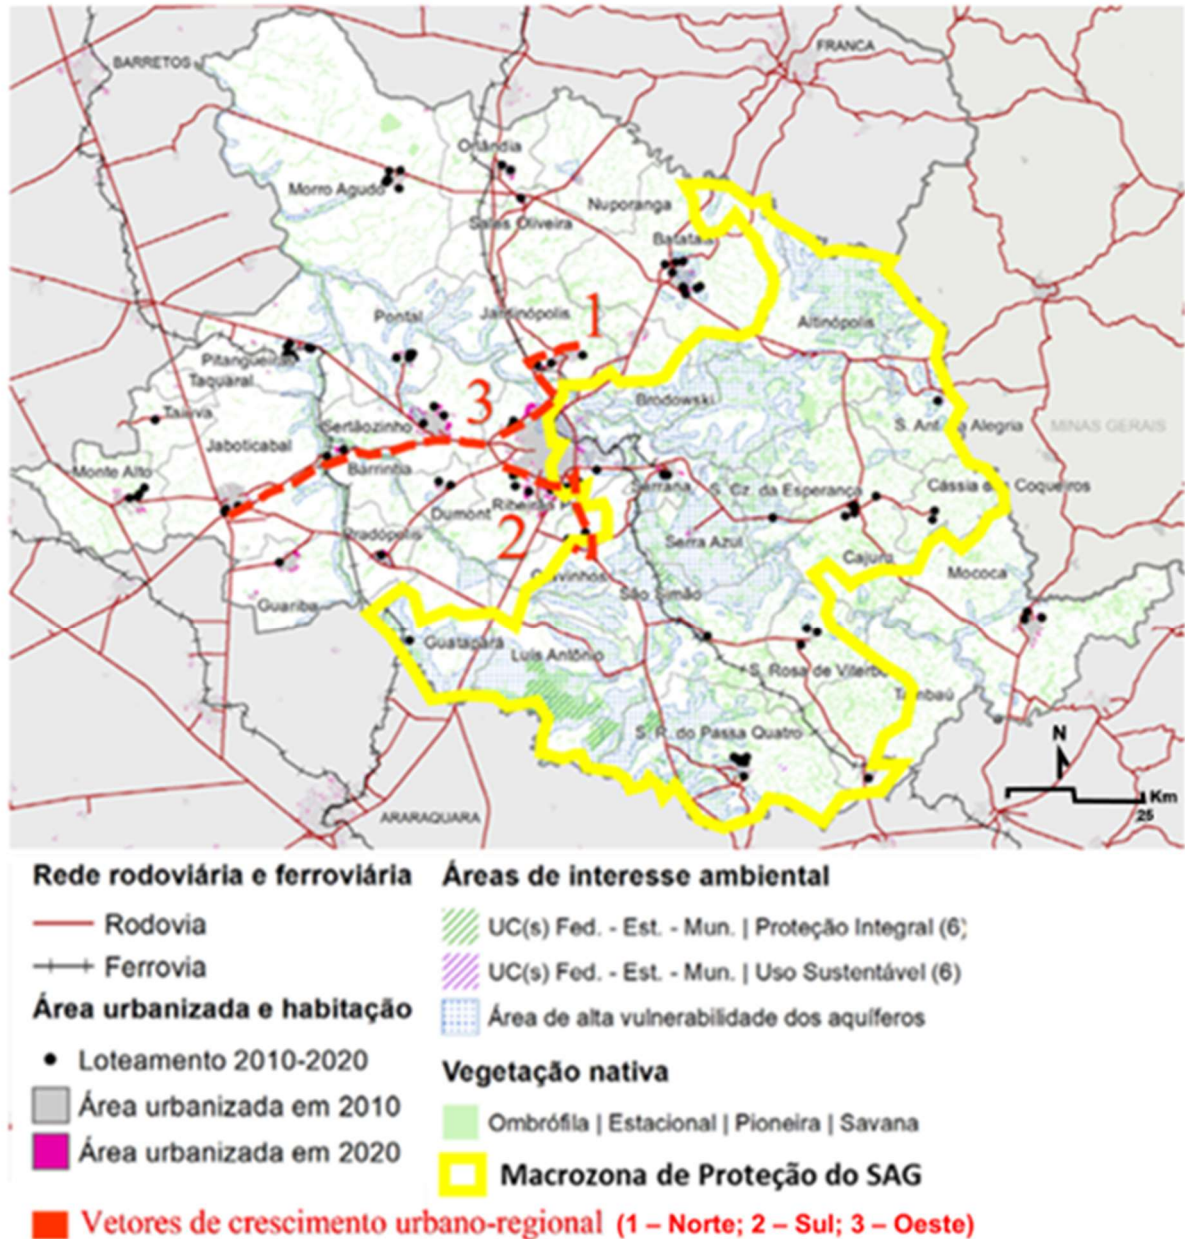 BARRETOS
FRANCA
Orlândia
Morro Agudo
Nuporanga
Sales Oliveira
Batatais
Jardinópolis
1
Pontal
Altinópolis
Pitangueiras
Taquaral
3
Brodowski
Taiúva
Sertãozinho
S. Ant. da Alegria
MINAS GERAIS
Jaboticabal
Monte Alto
Barrinha
Serrana
S. Cz. da Esperança
Cássia dos Coqueiros
Dumont
Ribeirão
Pradópolis
2
1
Serra Azul
Cajuru
Cravinhos
Mococa
São Simão
Guariba
Guatapará
Luís Antônio
S. Rosa de Viterbo
Tambaú
S. R. do Passa Quatro
N
Km
25
ARARAQUARA
Rede rodoviária e ferroviária
Rodovia
Ferrovia
Área urbanizada e habitação
Loteamento 2010-2020
Área urbanizada em 2010
Área urbanizada em 2020
Áreas de interesse ambiental
UC(s) Fed. - Est. - Mun. | Proteção Integral (6)
UC(s) Fed. - Est. - Mun. | Uso Sustentável (6)
Área de alta vulnerabilidade dos aquíferos
Vegetação nativa
Ombrófila | Estacional | Pioneira | Savana
Macrozona de Proteção do SAG
Vetores de crescimento urbano-regional (1 – Norte; 2 – Sul; 3 – Oeste)